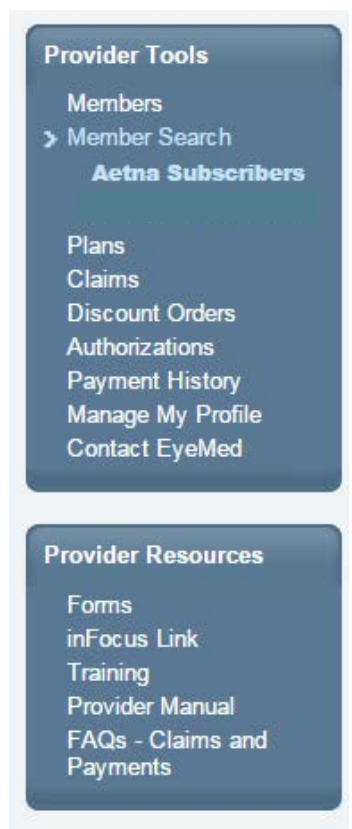 Provider Tools
Members
Member Search
Aetna Subscribers
Plans
Claims
Discount Orders
Authorizations
Payment History
Manage My Profile
Contact EyeMed
Provider Resources
Forms
inFocus Link
Training
Provider Manual
FAQs - Claims and
Payments